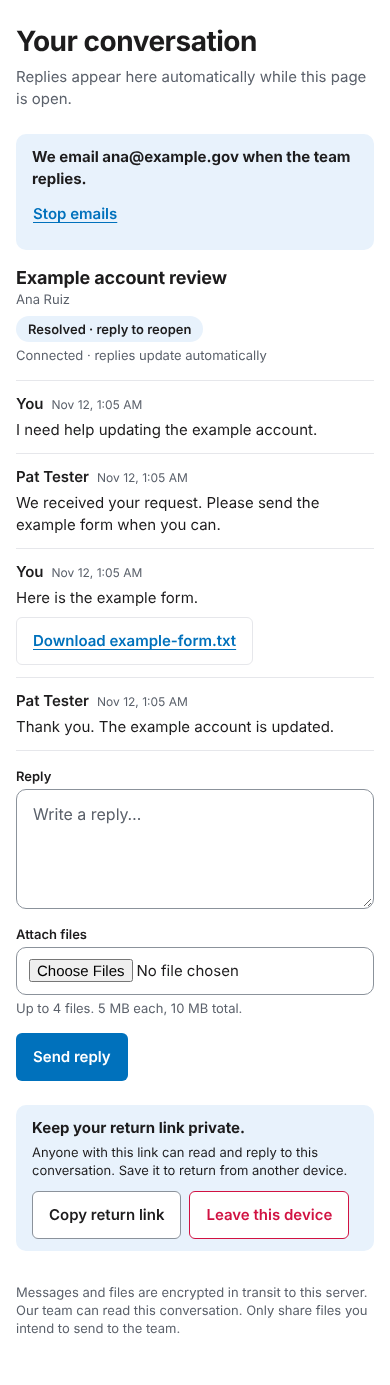 Your conversation
Replies appear here automatically while this page
is open.
We email ana@example.gov when the team
replies.
Stop emails
Example account review
Ana Ruiz
Resolved · reply to reopen
Connected · replies update automatically
You Nov 12, 1:05 AM
I need help updating the example account.
Pat Tester Nov 12, 1:05 AM
We received your request. Please send the
example form when you can.
You Nov 12, 1:05 AM
Here is the example form.
Download example-form.txt
Pat Tester Nov 12, 1:05 AM
Thank you. The example account is updated.
Reply
Write a reply...
Attach files
Choose Files No file chosen
Up to 4 files. 5 MB each, 10 MB total.
Send reply
Keep your return link private.
Anyone with this link can read and reply to this
conversation. Save it to return from another device.
Copy return link Leave this device
Messages and files are encrypted in transit to this server.
Our team can read this conversation. Only share files you
intend to send to the team.